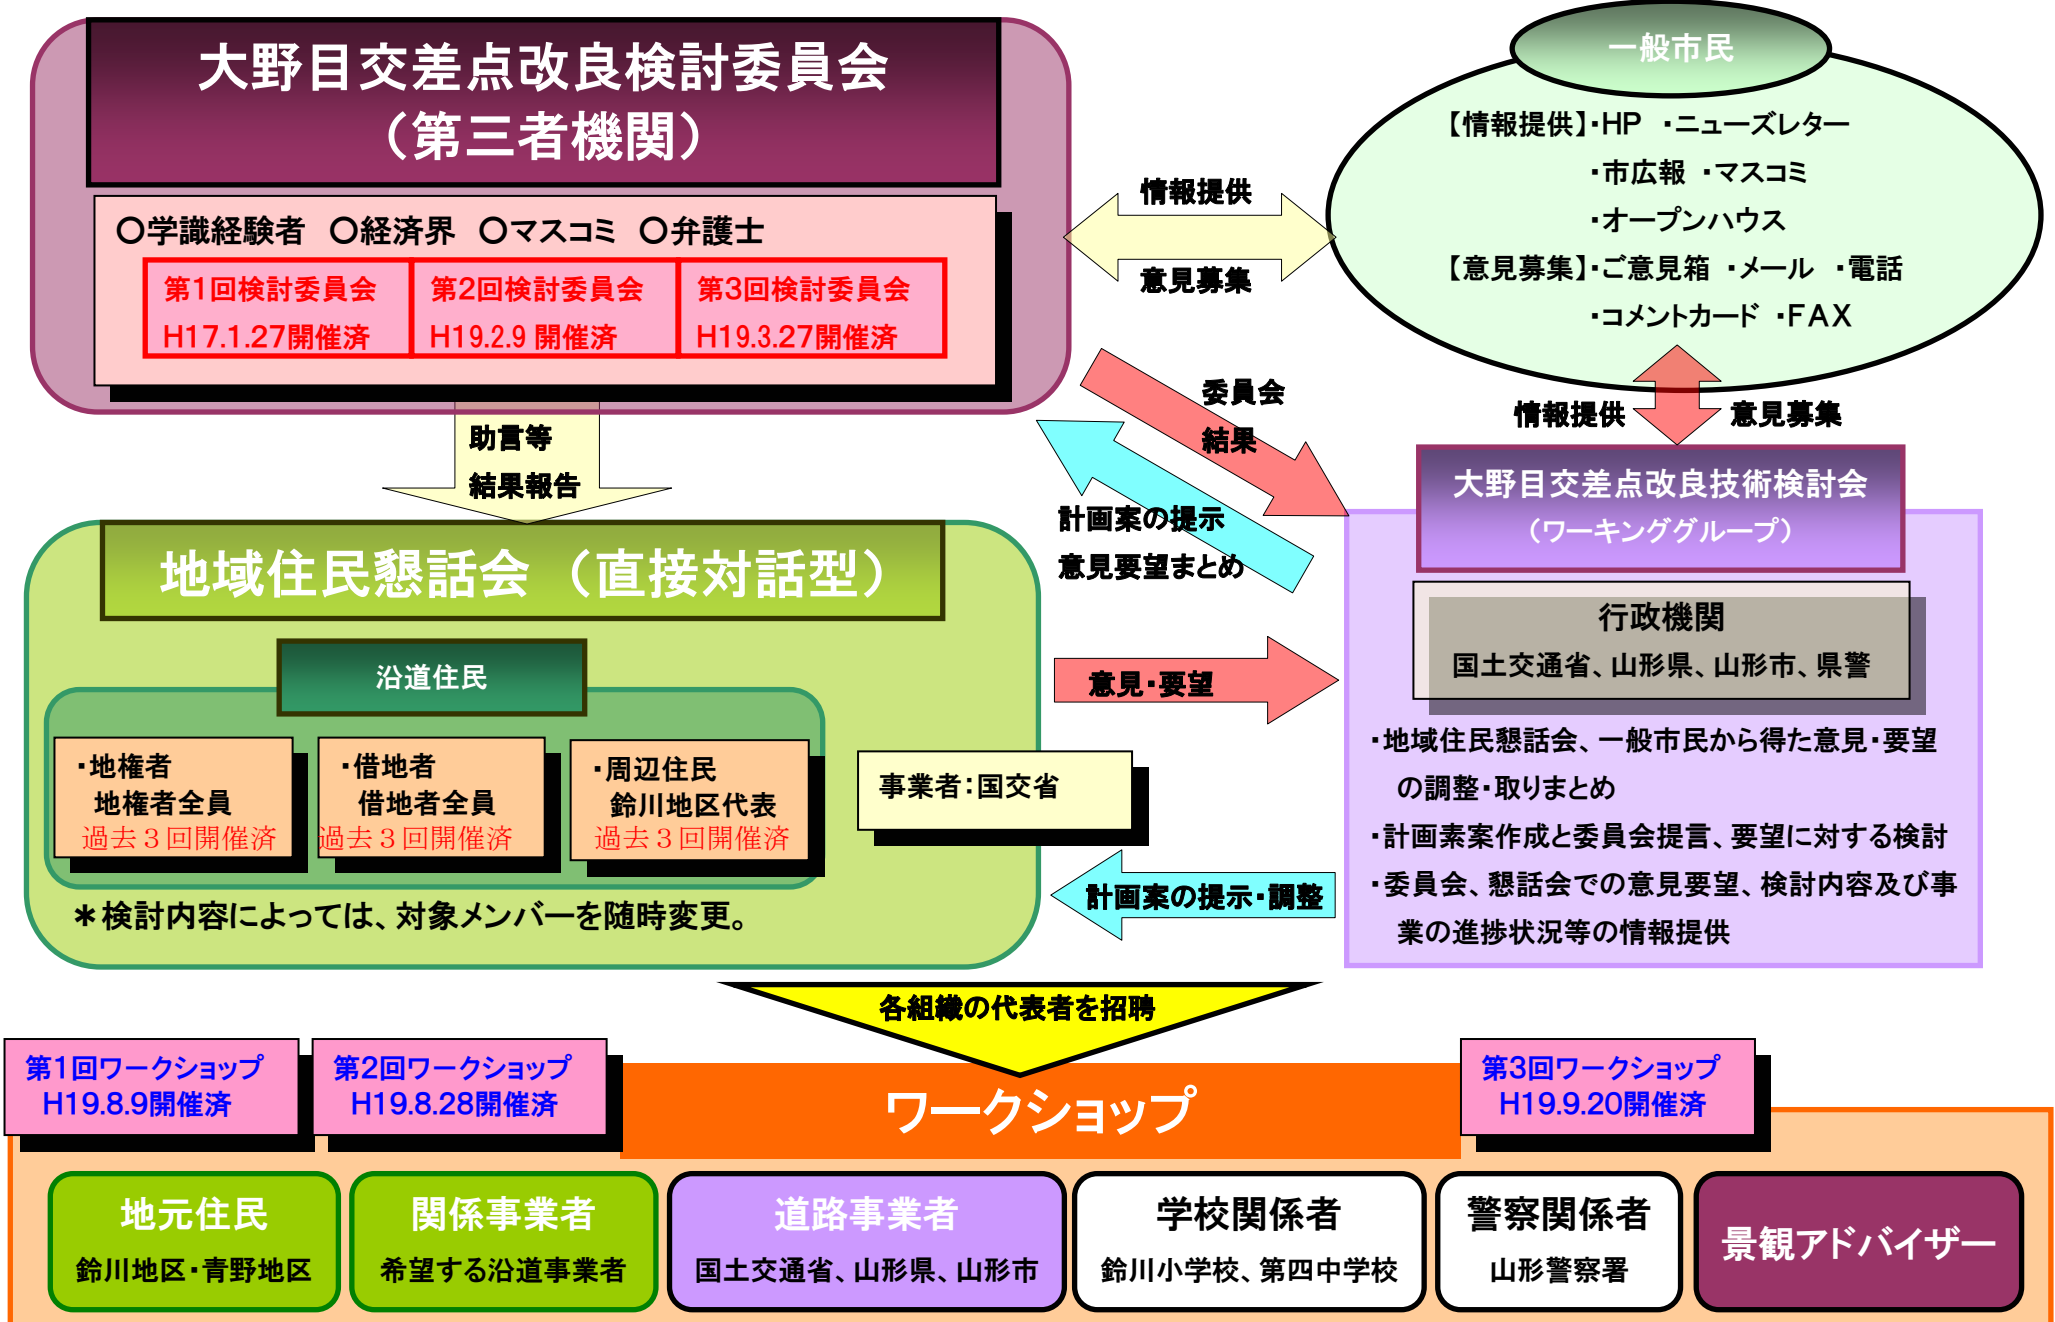 大野目交差点改良検討委員会
（第三者機関）
○学識経験者　○経済界　○マスコミ　○弁護士
第1回検討委員会
H17.1.27開催済
第2回検討委員会
H19.2.9 開催済
第3回検討委員会
H19.3.27開催済
一般市民
【情報提供】・HP　・ニューズレター
・市広報　・マスコミ
・オープンハウス
【意見募集】・ご意見箱　・メール　・電話
・コメントカード　・FAX
情報提供
意見募集
委員会
結果
計画案の提示
意見要望まとめ
情報提供
意見募集
助言等
結果報告
大野目交差点改良技術検討会
（ワーキンググループ）
行政機関
国土交通省、山形県、山形市、県警
・地域住民懇話会、一般市民から得た意見・要望
の調整・取りまとめ
・計画素案作成と委員会提言、要望に対する検討
・委員会、懇話会での意見要望、検討内容及び事
業の進捗状況等の情報提供
地域住民懇話会　（直接対話型）
沿道住民
・地権者
地権者全員
過去３回開催済
・借地者
借地者全員
過去３回開催済
・周辺住民
鈴川地区代表
過去３回開催済
事業者：国交省
＊検討内容によっては、対象メンバーを随時変更。
意見・要望
計画案の提示・調整
各組織の代表者を招聘
第1回ワークショップ
H19.8.9開催済
第2回ワークショップ
H19.8.28開催済
ワークショップ
第3回ワークショップ
H19.9.20開催済
地元住民
鈴川地区・青野地区
関係事業者
希望する沿道事業者
道路事業者
国土交通省、山形県、山形市
学校関係者
鈴川小学校、第四中学校
警察関係者
山形警察署
景観アドバイザー